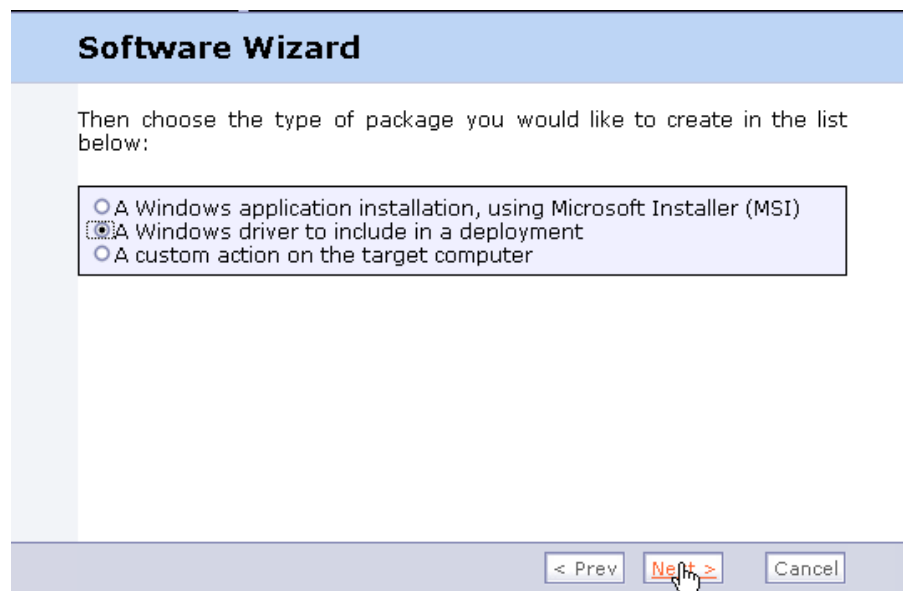 Software Wizard
Then choose the type of package you would like to create in the list
below:
A Windows application installation, using Microsoft Installer (MSI)
A Windows driver to include in a deployment
A custom action on the target computer
< Prev Next > Cancel